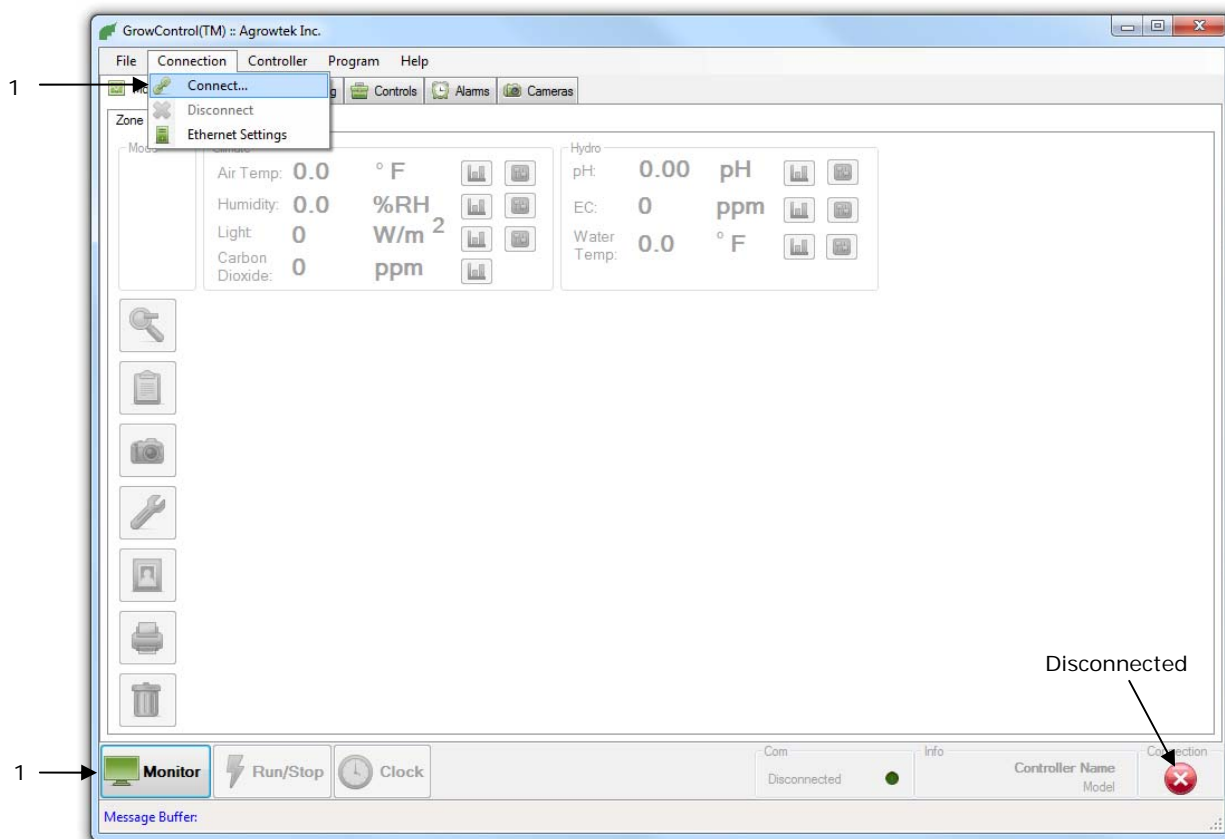 GrowControl(TM) :: Agrowtek Inc.
File Connection Controller Program Help
1
Connect...
Controls Alarms Cameras
Disconnect
Zone
Ethernet Settings
Climate Hydro
Air Temp: 0.0 ° F pH: 0.00 pH
Humidity: 0.0 %RH EC: 0 ppm
Light: 0 W/m 2 Water Temp: 0.0 ° F
Carbon Dioxide: 0 ppm
Disconnected
1
Monitor Run/Stop Clock
Com Info Connection
Disconnected
Controller Name
Model
Message Buffer: